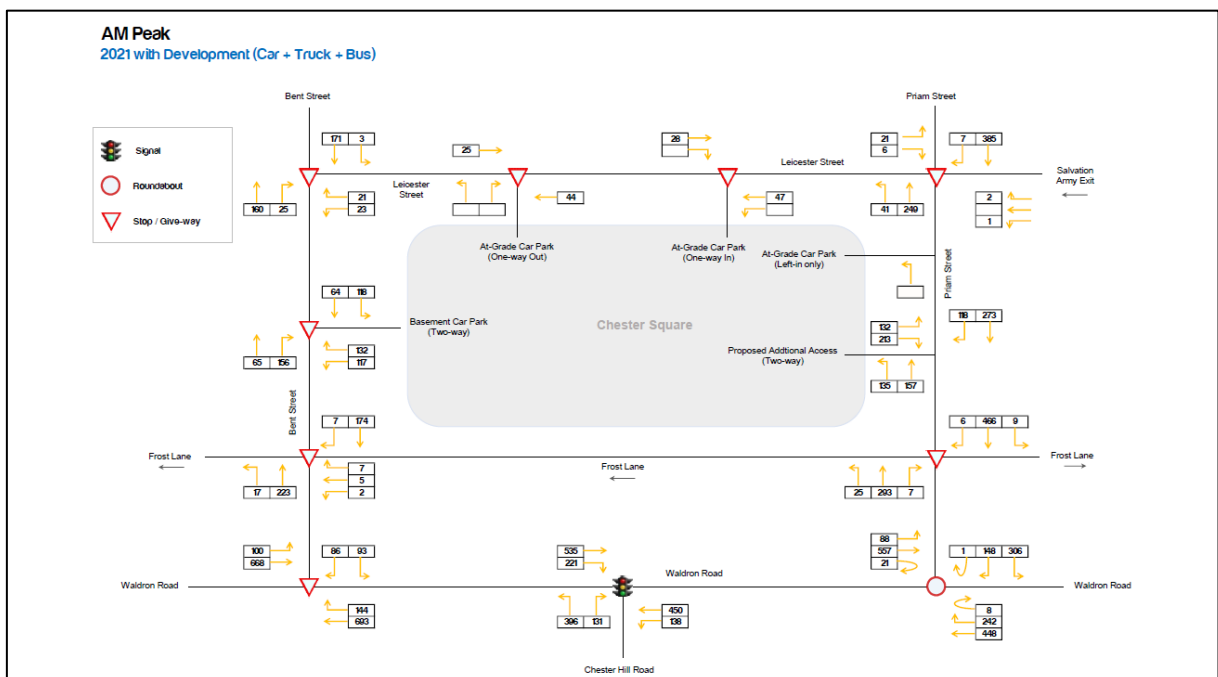 AM Peak
2021 with Development (Car + Truck + Bus)
Bent Street
Priam Street
Signal
Roundabout
Stop / Give-way
171 3
25
28
21
6
7 385
Leicester Street
Leicester
Street
Salvation
Army Exit
160 25
21
23
44
47
41 249
2
1
At-Grade Car Park
(One-way Out)
At-Grade Car Park
(One-way In)
At-Grade Car Park
(Left-in only)
Priam Street
64 118
Basement Car Park
(Two-way)
Chester Square
132
213
118 273
65 156
132
117
Proposed Addtional Access
(Two-way)
135 157
Bent Street
7 174
6 466 9
Frost Lane
Frost Lane
Frost Lane
17 223
7
5
2
25 293 7
100
668
86 93
535
221
88
557
21
1 148 306
Waldron Road
Waldron Road
Waldron Road
144
693
396 131
450
138
8
242
448
Chester Hill Road